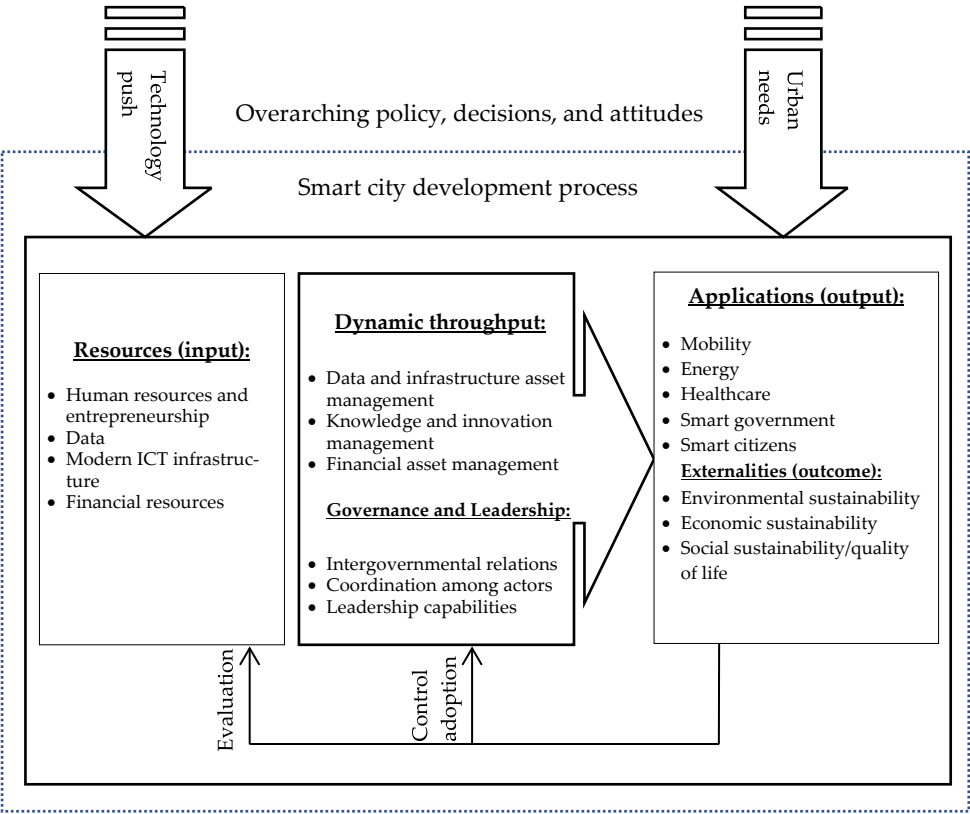 Technology
push
Urban
needs
Overarching policy, decisions, and attitudes
Smart city development process
Resources (input):
• Human resources and
entrepreneurship
• Data
• Modern ICT infrastruc-
ture
• Financial resources
Dynamic throughput:
• Data and infrastructure asset
management
• Knowledge and innovation
management
• Financial asset management
Governance and Leadership:
• Intergovernmental relations
• Coordination among actors
• Leadership capabilities
Applications (output):
• Mobility
• Energy
• Healthcare
• Smart government
• Smart citizens
Externalities (outcome):
• Environmental sustainability
• Economic sustainability
• Social sustainability/quality
of life
Evaluation
Control
adoption